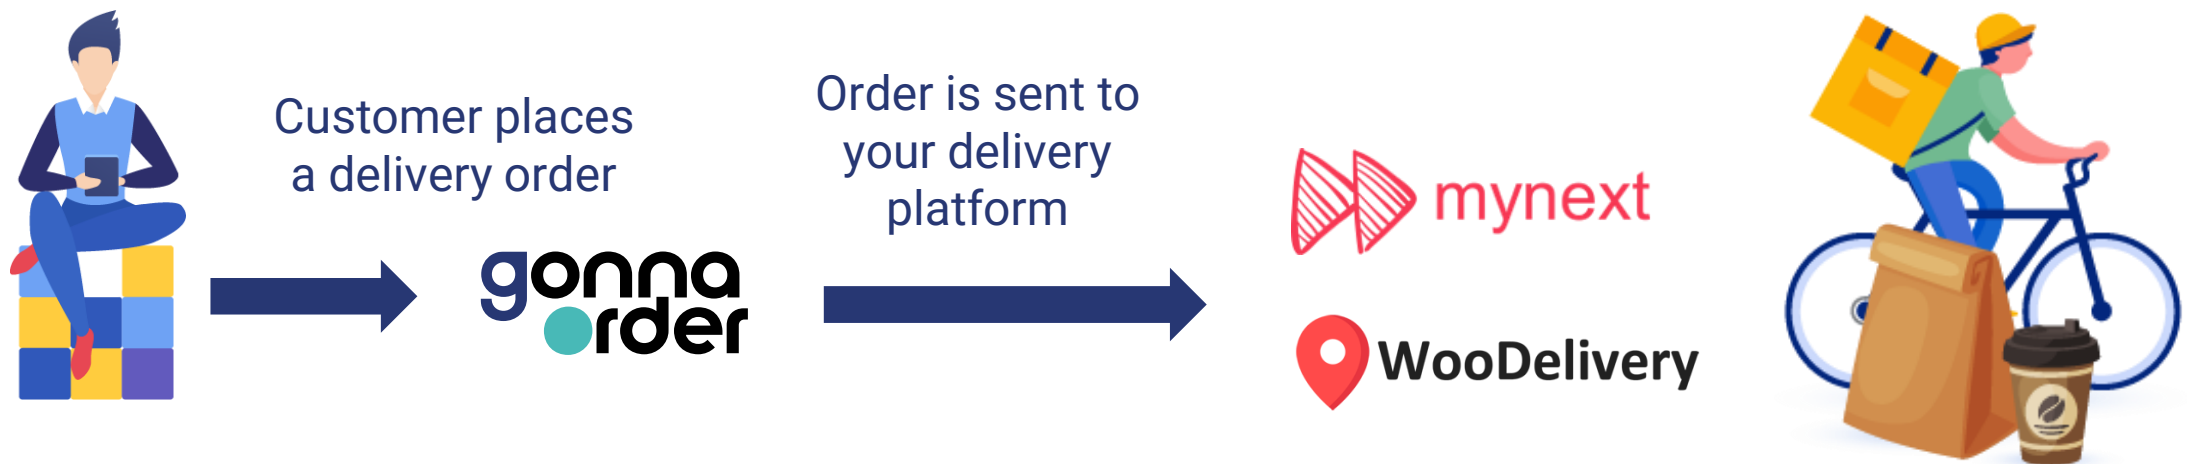 Customer places
a delivery order
gonna
order
Order is sent to
your delivery
platform
mynext
WooDelivery